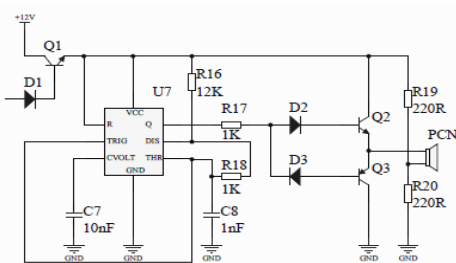 +12V
Q1
D1
U7
R16
12K
R19
220R
VCC
R
Q
R17
1K
D2
Q2
PCN
TRIG
DIS
CVOLT
THR
GND
R18
1K
D3
Q3
R20
220R
C7
10nF
C8
1nF
GND
GND
GND
GND
GND